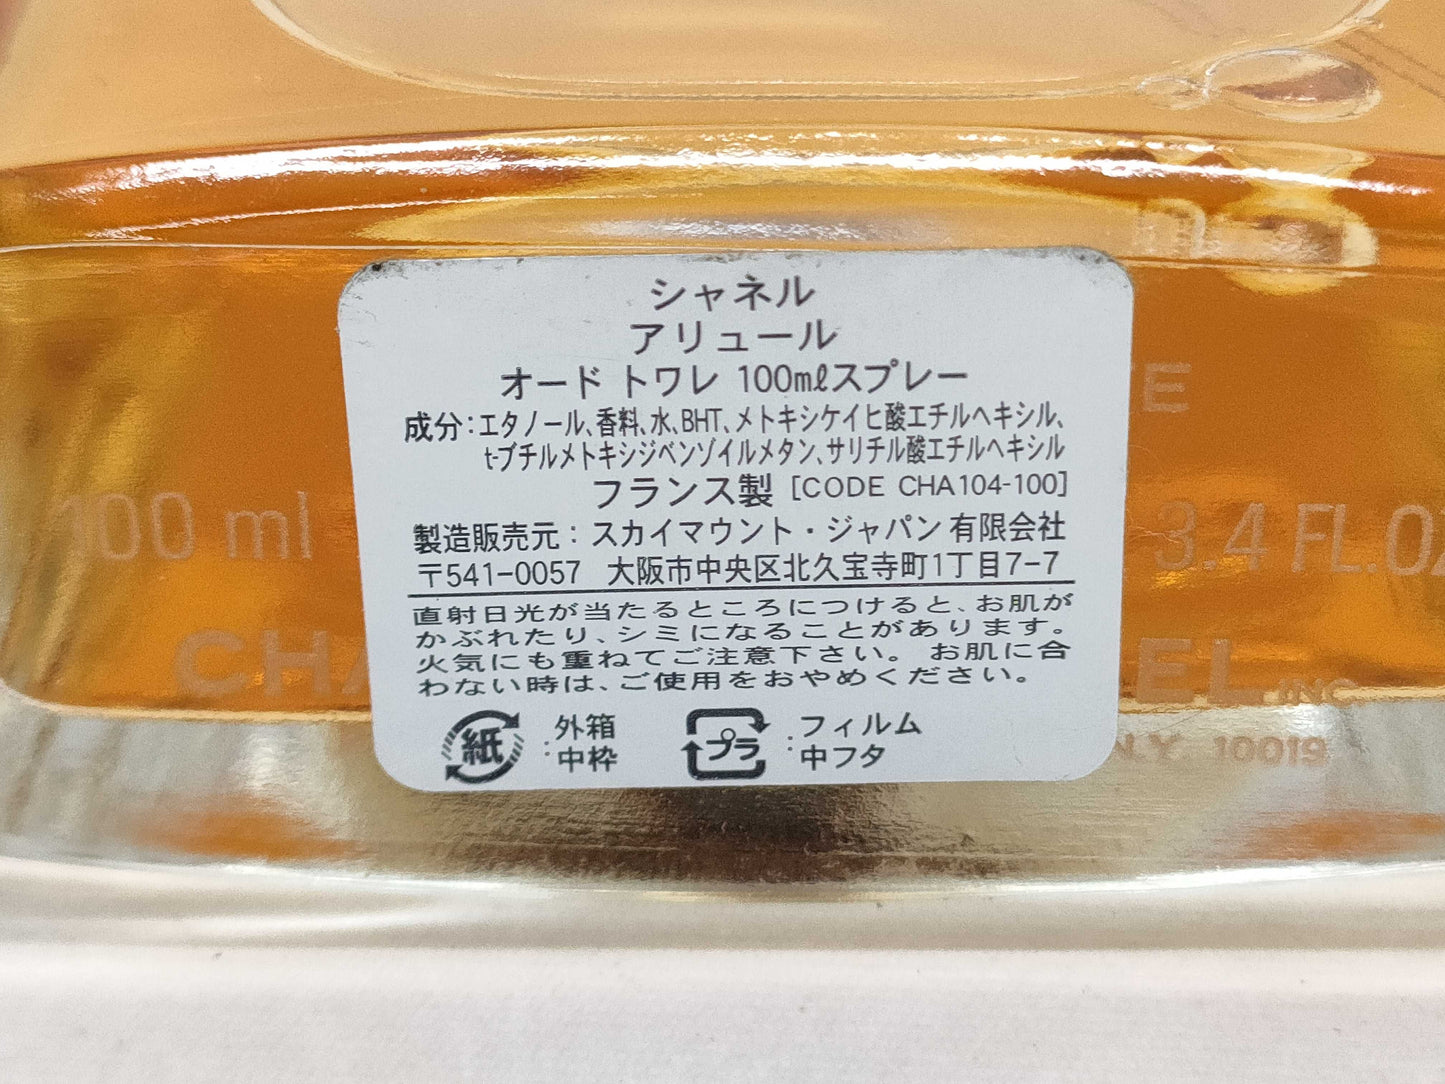 シャネル
アリュール
オード トワレ 100mℓスプレー
成分:エタノール、香料、水、BHT、メトキシケイヒ酸エチルヘキシル、
t-ブチルメトキシジベンゾイルメタン、サリチル酸エチルヘキシル
フランス製 [CODE CHA104-100]
製造販売元:スカイマウント・ジャパン有限会社
〒541-0057 大阪市中央区北久宝寺町1丁目7-7
直射日光が当たるところにつけると、お肌が
かぶれたり、シミになることがあります。
火気にも重ねてご注意下さい。お肌に合
わない時は、ご使用をおやめください。
紙 : 外箱
中枠
プラ : フィルム
中フタ
100 ml
3.4 FL.OZ
INC.
N.Y. 10019